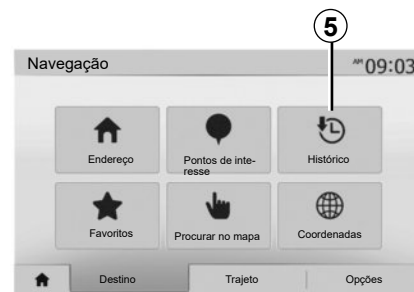 5
Navegação
AM 09:03
Endereço
Pontos de inte-
resse
Histórico
Favoritos
Procurar no mapa
Coordenadas
Destino
Trajeto
Opções